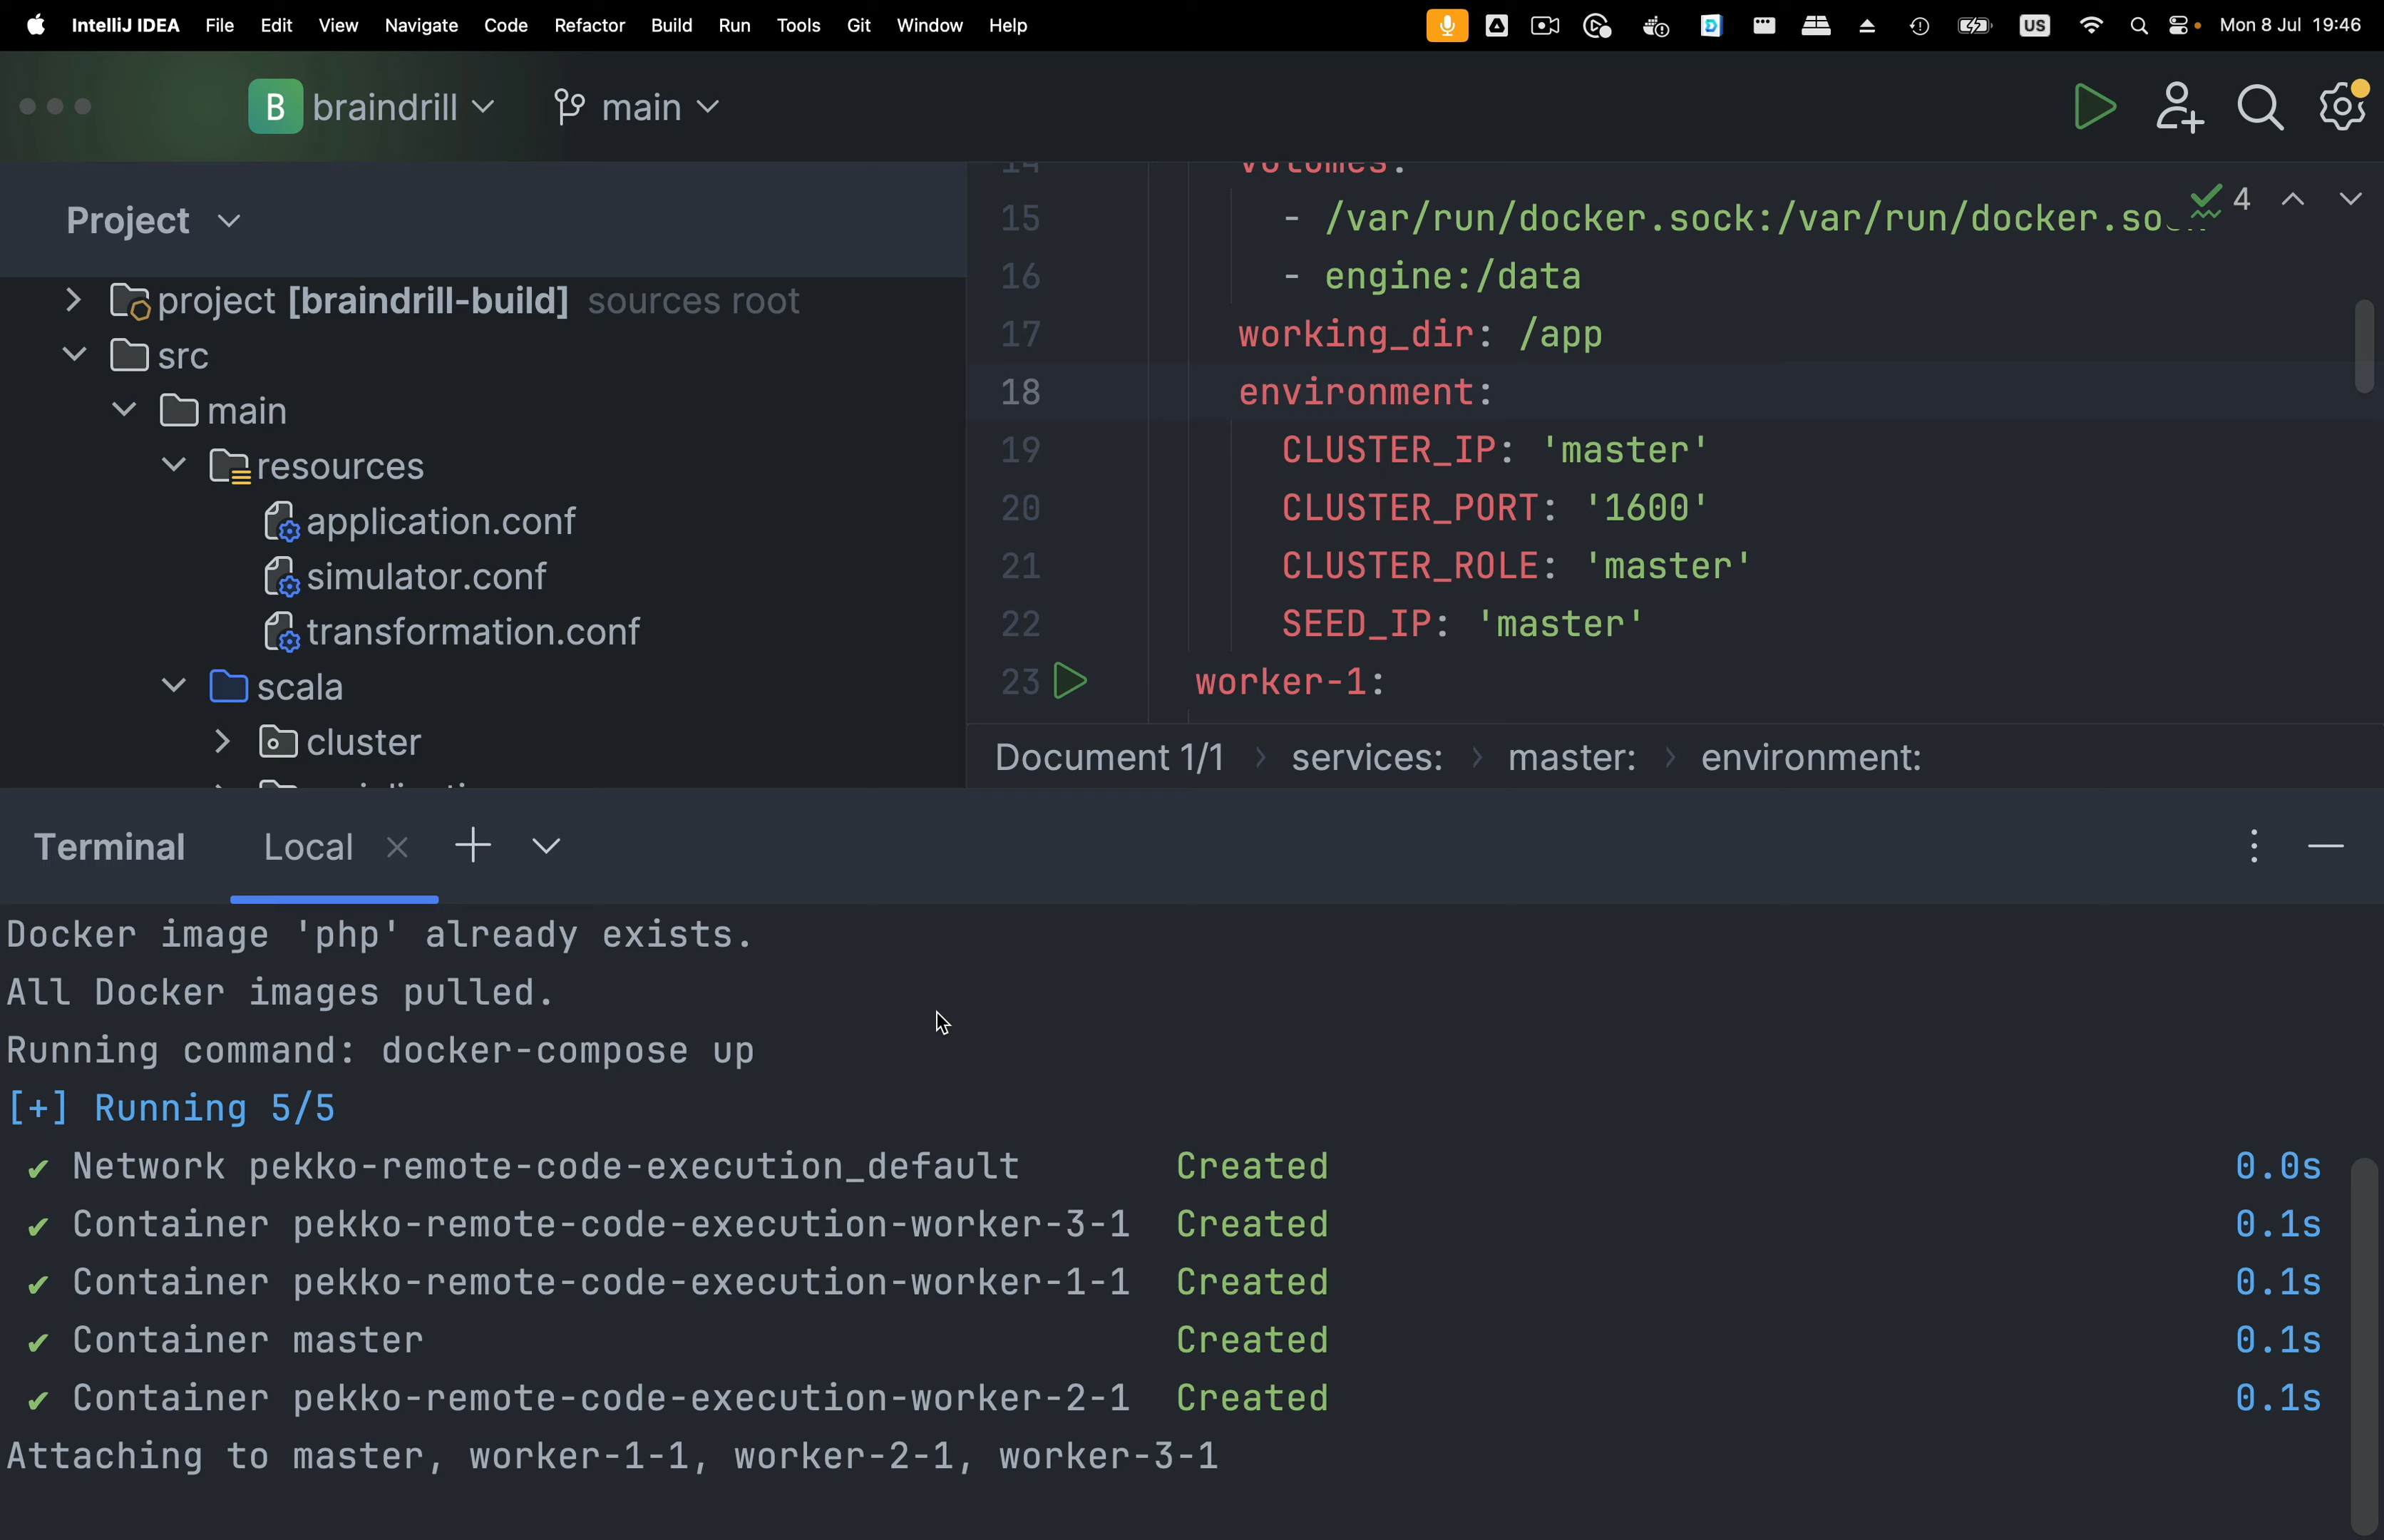 IntelliJ IDEA File Edit View Navigate Code Refactor Build Run Tools Git Window Help US Mon 8 Jul 19:46
B braindrill main
Project
project [braindrill-build] sources root
src
main
resources
application.conf
simulator.conf
transformation.conf
scala
cluster
14 volumes:
15 - /var/run/docker.sock:/var/run/docker.so
4
16 - engine:/data
17 working_dir: /app
18 environment:
19 CLUSTER_IP: 'master'
20 CLUSTER_PORT: '1600'
21 CLUSTER_ROLE: 'master'
22 SEED_IP: 'master'
23 worker-1:
Document 1/1 › services: › master: › environment:
Terminal Local
Docker image 'php' already exists.
All Docker images pulled.
Running command: docker-compose up
[+] Running 5/5
✔ Network pekko-remote-code-execution_default Created 0.0s
✔ Container pekko-remote-code-execution-worker-3-1 Created 0.1s
✔ Container pekko-remote-code-execution-worker-1-1 Created 0.1s
✔ Container master Created 0.1s
✔ Container pekko-remote-code-execution-worker-2-1 Created 0.1s
Attaching to master, worker-1-1, worker-2-1, worker-3-1